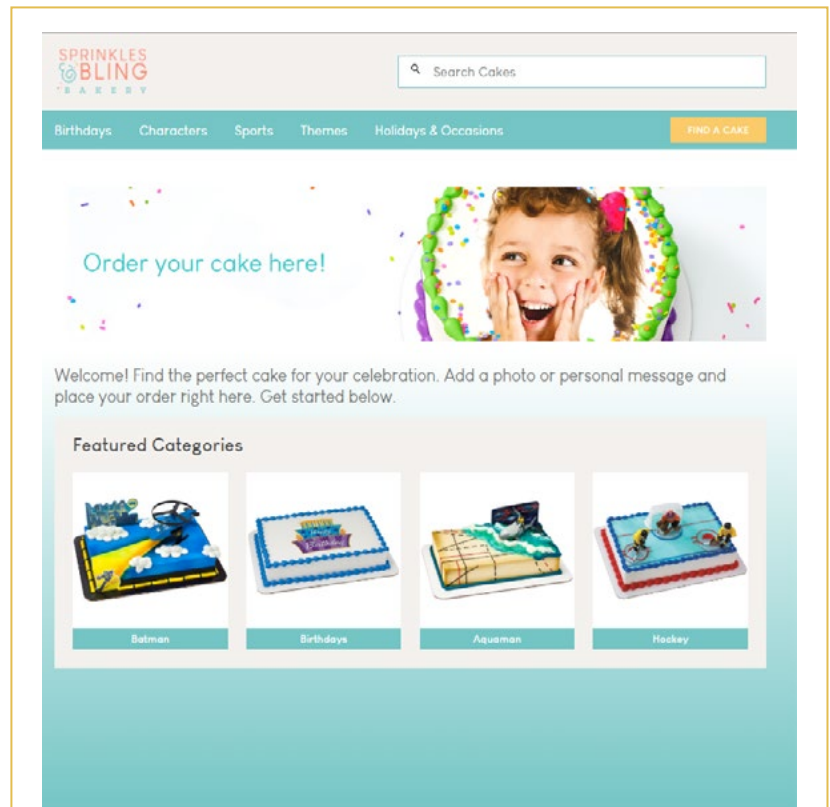 SPRINKLES
& BLING
BAKERY
Search Cakes
Birthdays Characters Sports Themes Holidays & Occasions FIND A CAKE
Order your cake here!
Welcome! Find the perfect cake for your celebration. Add a photo or personal message and
place your order right here. Get started below.
Featured Categories
Birthday
Batman Birthdays Aquaman Hockey